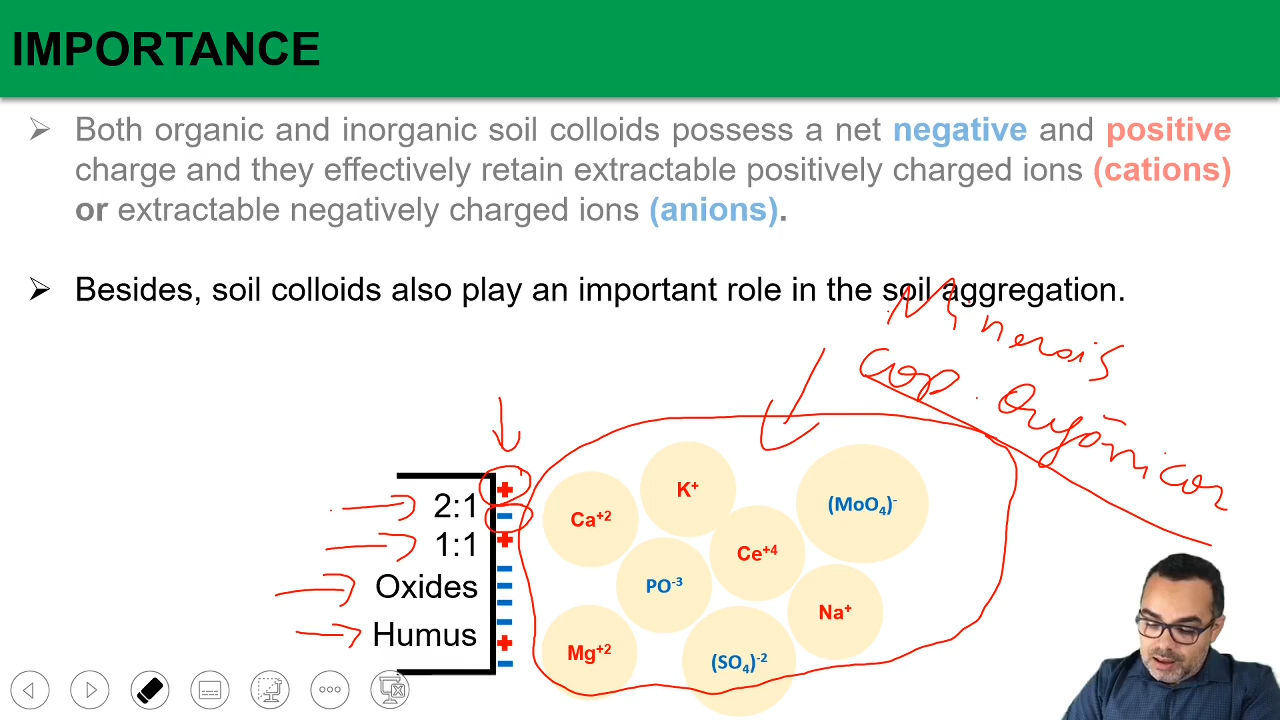 IMPORTANCE
➢ Both organic and inorganic soil colloids possess a net negative and positive
charge and they effectively retain extractable positively charged ions (cations)
or extractable negatively charged ions (anions).
➢ Besides, soil colloids also play an important role in the soil aggregation.
Minerais
Cop. Orgânicos
2:1
1:1
Oxides
Humus
+
−
+
−
−
−
−
+
−
Ca+2
K+
(MoO4)-
Ce+4
PO-3
Na+
Mg+2
(SO4)-2